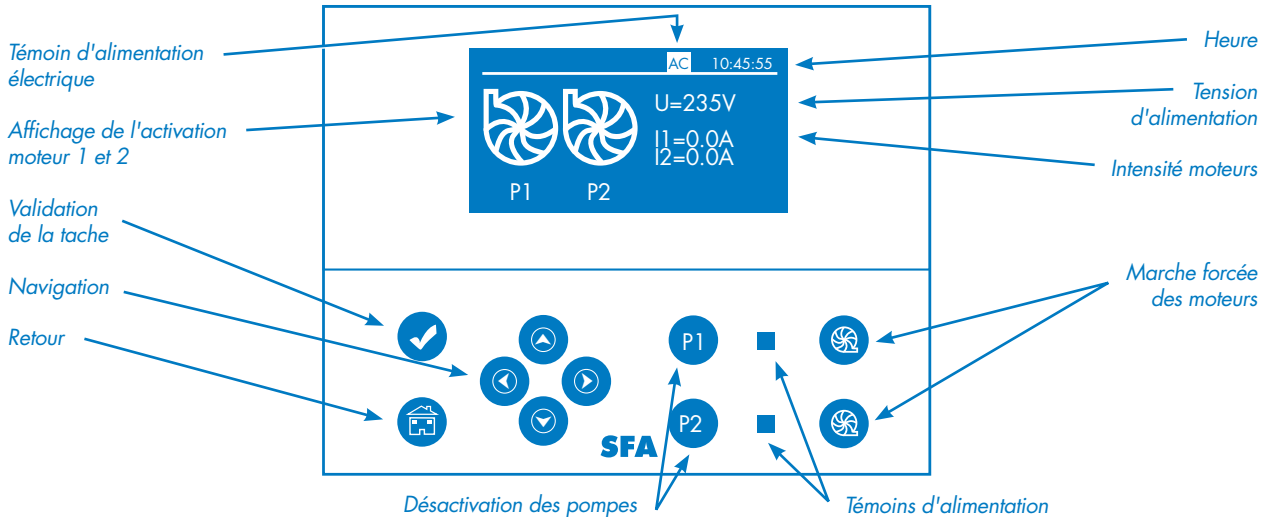 Témoin d'alimentation
électrique
Affichage de l'activation
moteur 1 et 2
Validation
de la tache
Navigation
Retour
AC 10:45:55
U=235V
I1=0.0A
I2=0.0A
P1 P2
Heure
Tension
d'alimentation
Intensité moteurs
Marche forcée
des moteurs
P1
P2
SFA
Désactivation des pompes
Témoins d'alimentation